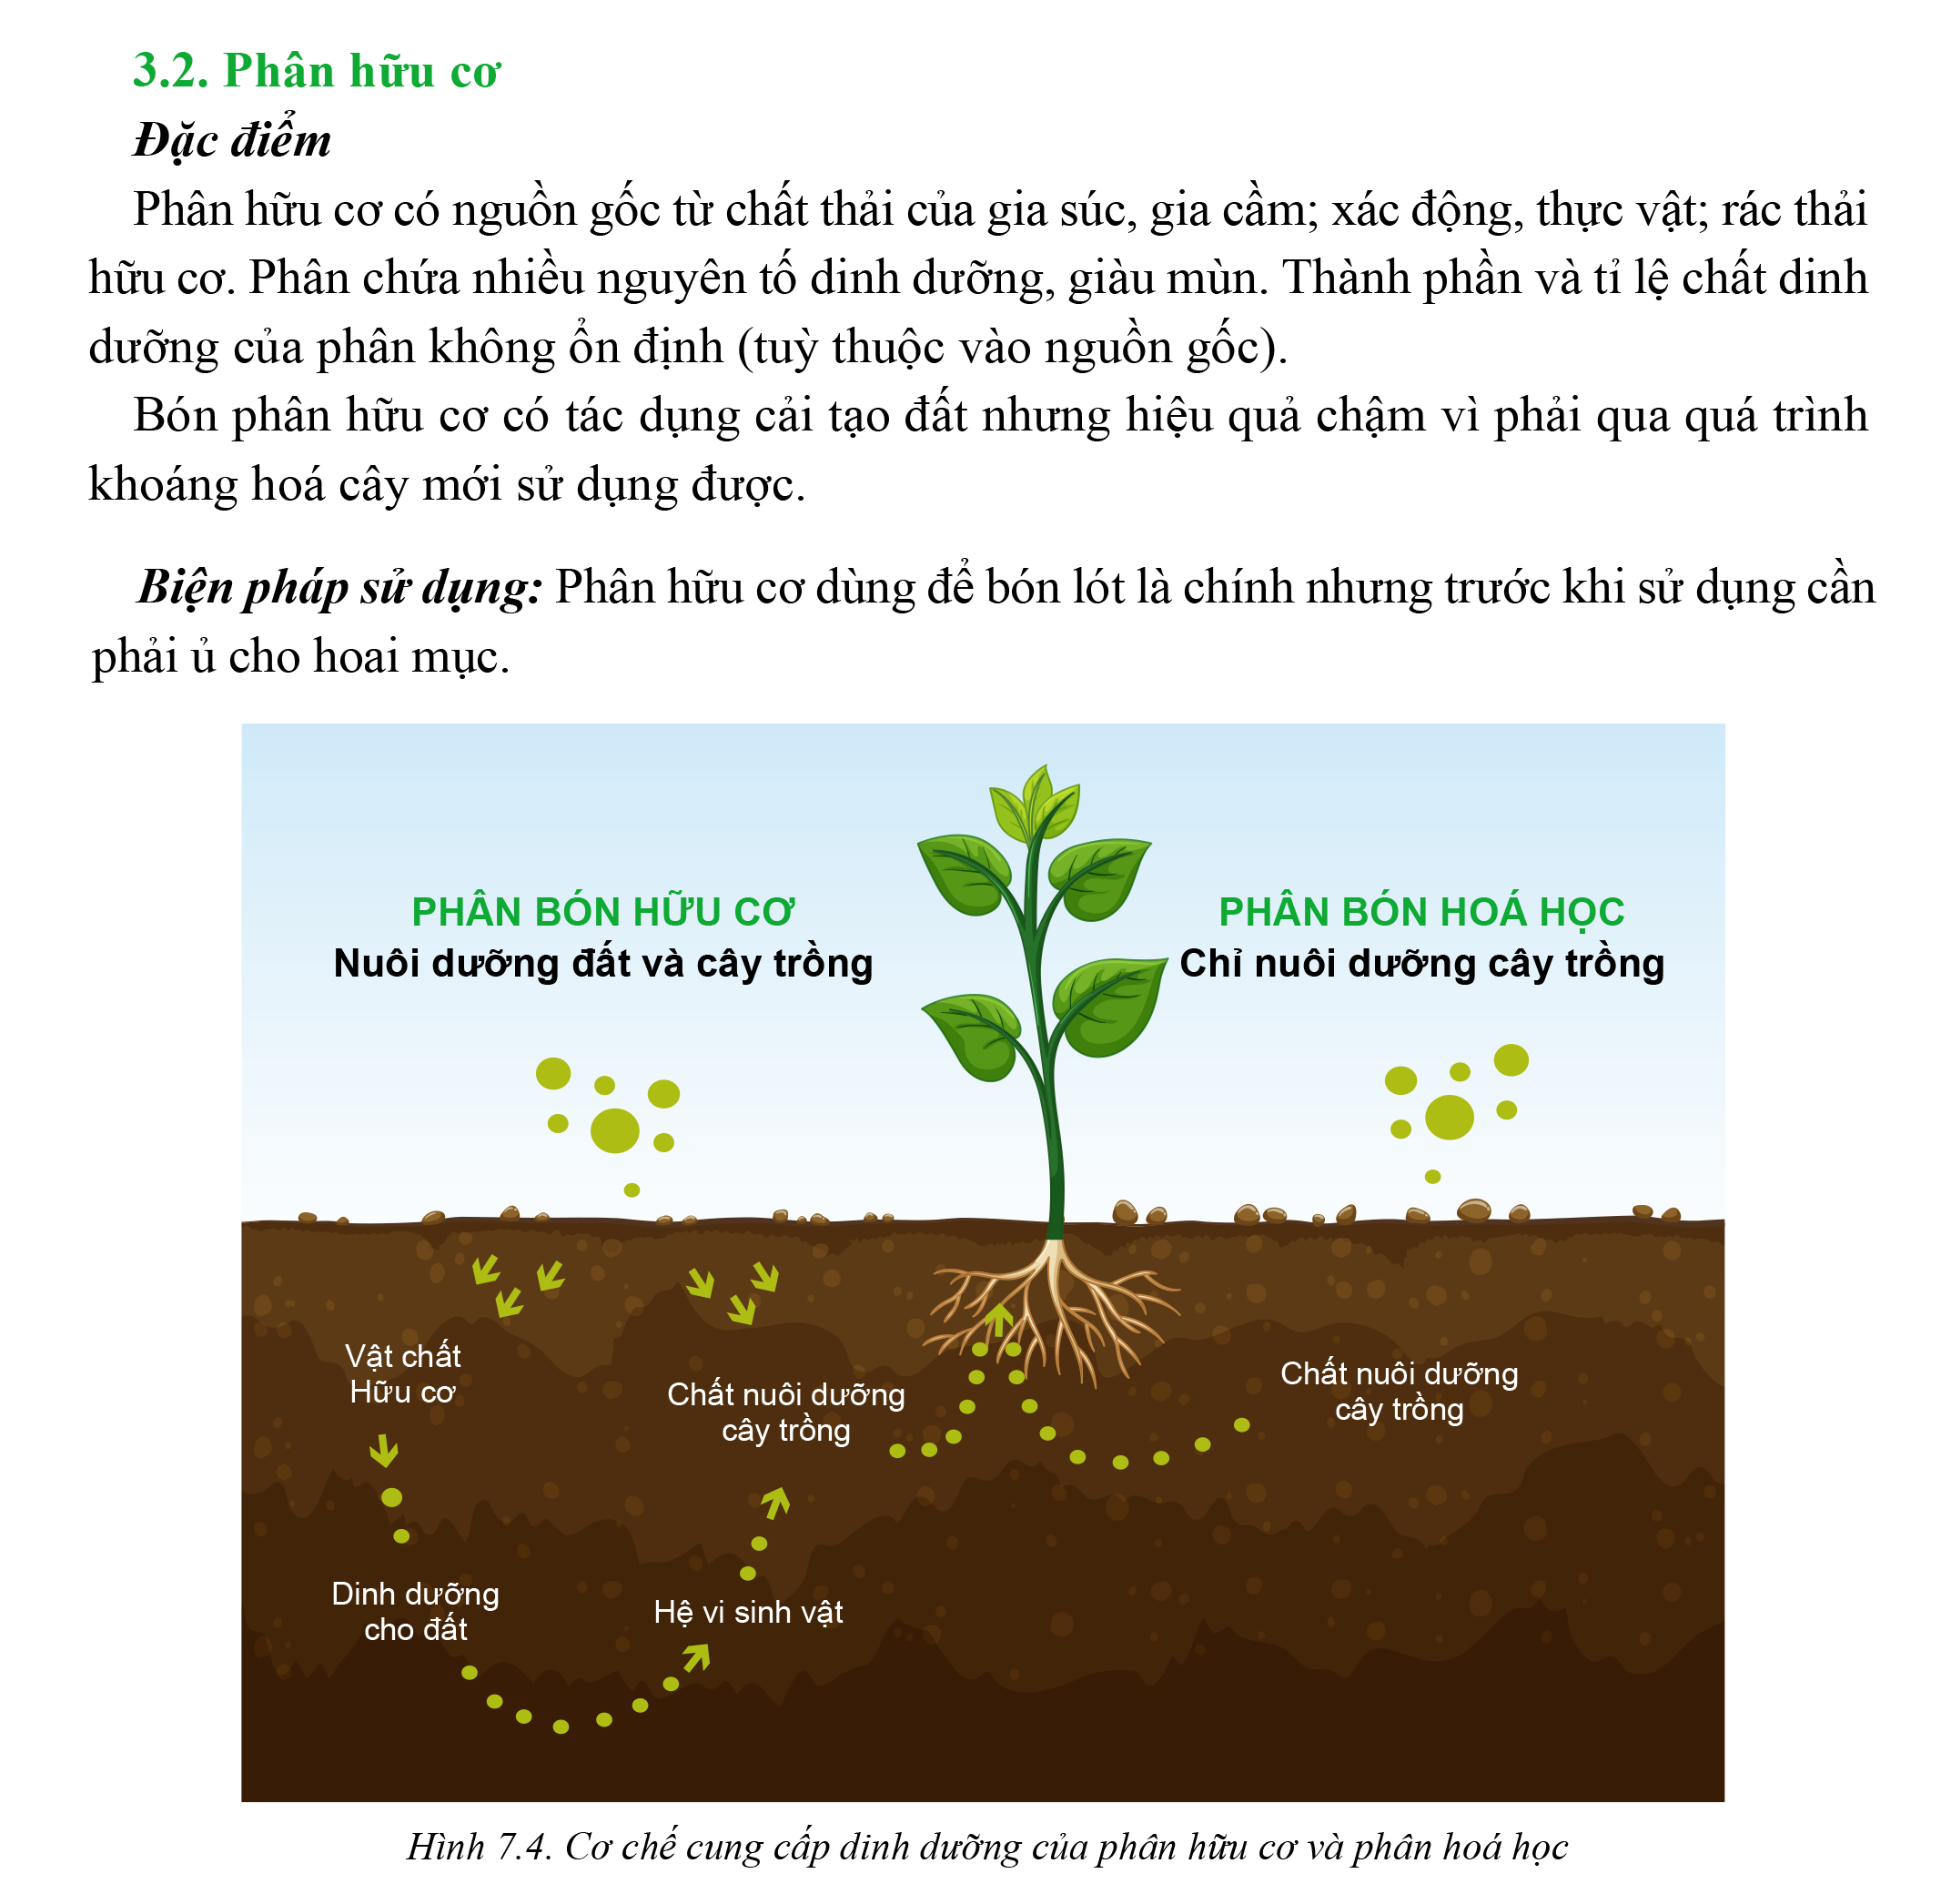 3.2. Phân hữu cơ
Đặc điểm
Phân hữu cơ có nguồn gốc từ chất thải của gia súc, gia cầm; xác động, thực vật; rác thải
hữu cơ. Phân chứa nhiều nguyên tố dinh dưỡng, giàu mùn. Thành phần và tỉ lệ chất dinh
dưỡng của phân không ổn định (tuỳ thuộc vào nguồn gốc).
Bón phân hữu cơ có tác dụng cải tạo đất nhưng hiệu quả chậm vì phải qua quá trình
khoáng hoá cây mới sử dụng được.
Biện pháp sử dụng: Phân hữu cơ dùng để bón lót là chính nhưng trước khi sử dụng cần
phải ủ cho hoai mục.
PHÂN BÓN HỮU CƠ
Nuôi dưỡng đất và cây trồng
PHÂN BÓN HOÁ HỌC
Chỉ nuôi dưỡng cây trồng
Vật chất
Hữu cơ
Chất nuôi dưỡng
cây trồng
Chất nuôi dưỡng
cây trồng
Dinh dưỡng
cho đất
Hệ vi sinh vật
Hình 7.4. Cơ chế cung cấp dinh dưỡng của phân hữu cơ và phân hoá học